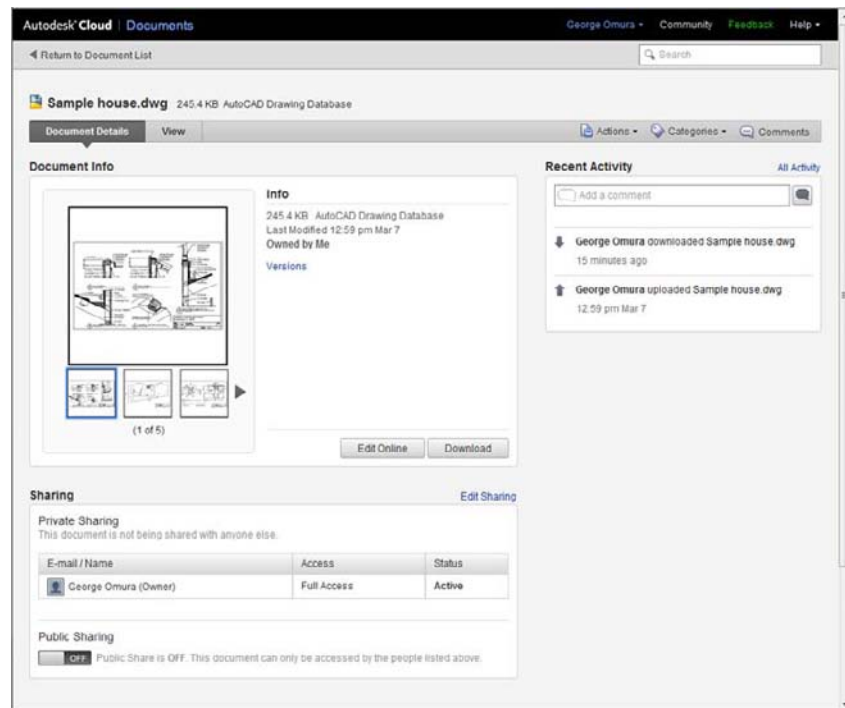 Autodesk® Cloud | Documents
George Omura Community Feedback Help
Return to Document List
Search
Sample house.dwg 245.4 KB AutoCAD Drawing Database
Document Details View Actions Categories Comments
Document Info
Info
245.4 KB AutoCAD Drawing Database
Last Modified 12:59 pm Mar 7
Owned by Me
Versions
(1 of 5)
Edit Online Download
Recent Activity All Activity
Add a comment
George Omura downloaded Sample house.dwg
15 minutes ago
George Omura uploaded Sample house.dwg
12:59 pm Mar 7
Sharing Edit Sharing
Private Sharing
This document is not being shared with anyone else.
E-mail / Name Access Status
George Omura (Owner) Full Access Active
Public Sharing
OFF Public Share is OFF. This document can only be accessed by the people listed above.